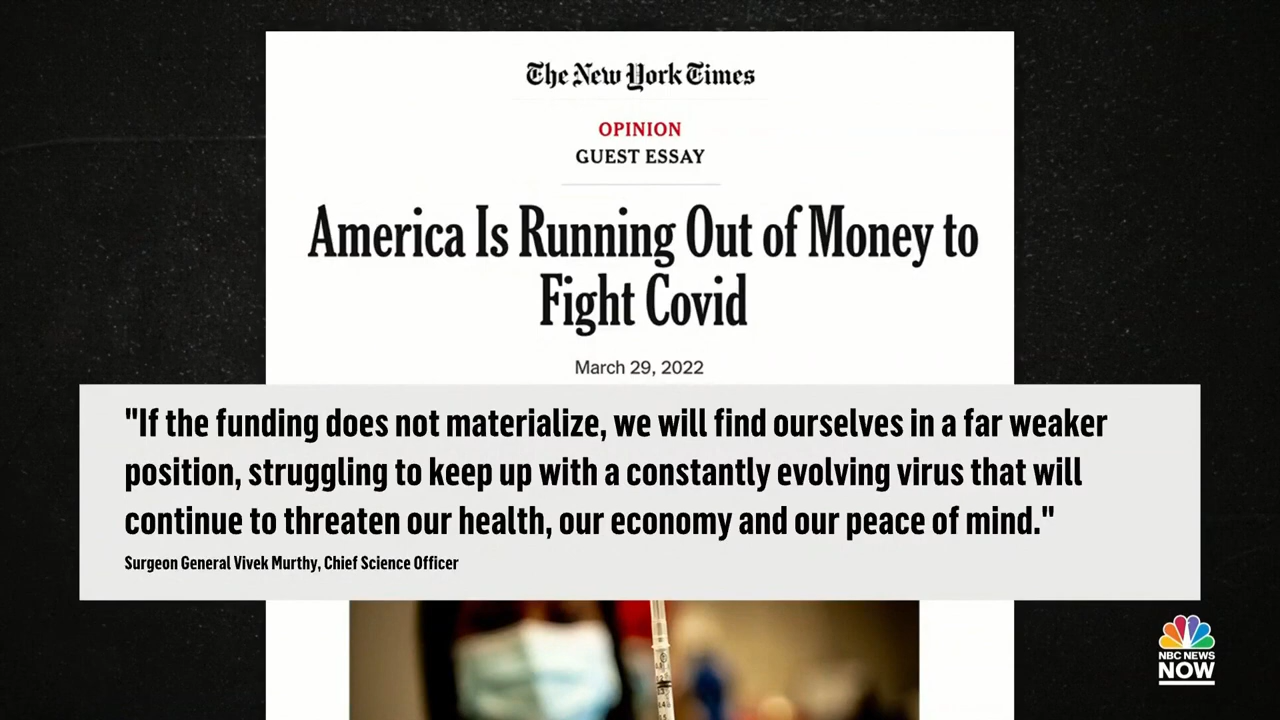 The New York Times
OPINION
GUEST ESSAY
America Is Running Out of Money to
Fight Covid
March 29, 2022
"If the funding does not materialize, we will find ourselves in a far weaker
position, struggling to keep up with a constantly evolving virus that will
continue to threaten our health, our economy and our peace of mind."
Surgeon General Vivek Murthy, Chief Science Officer
NBC NEWS
NOW